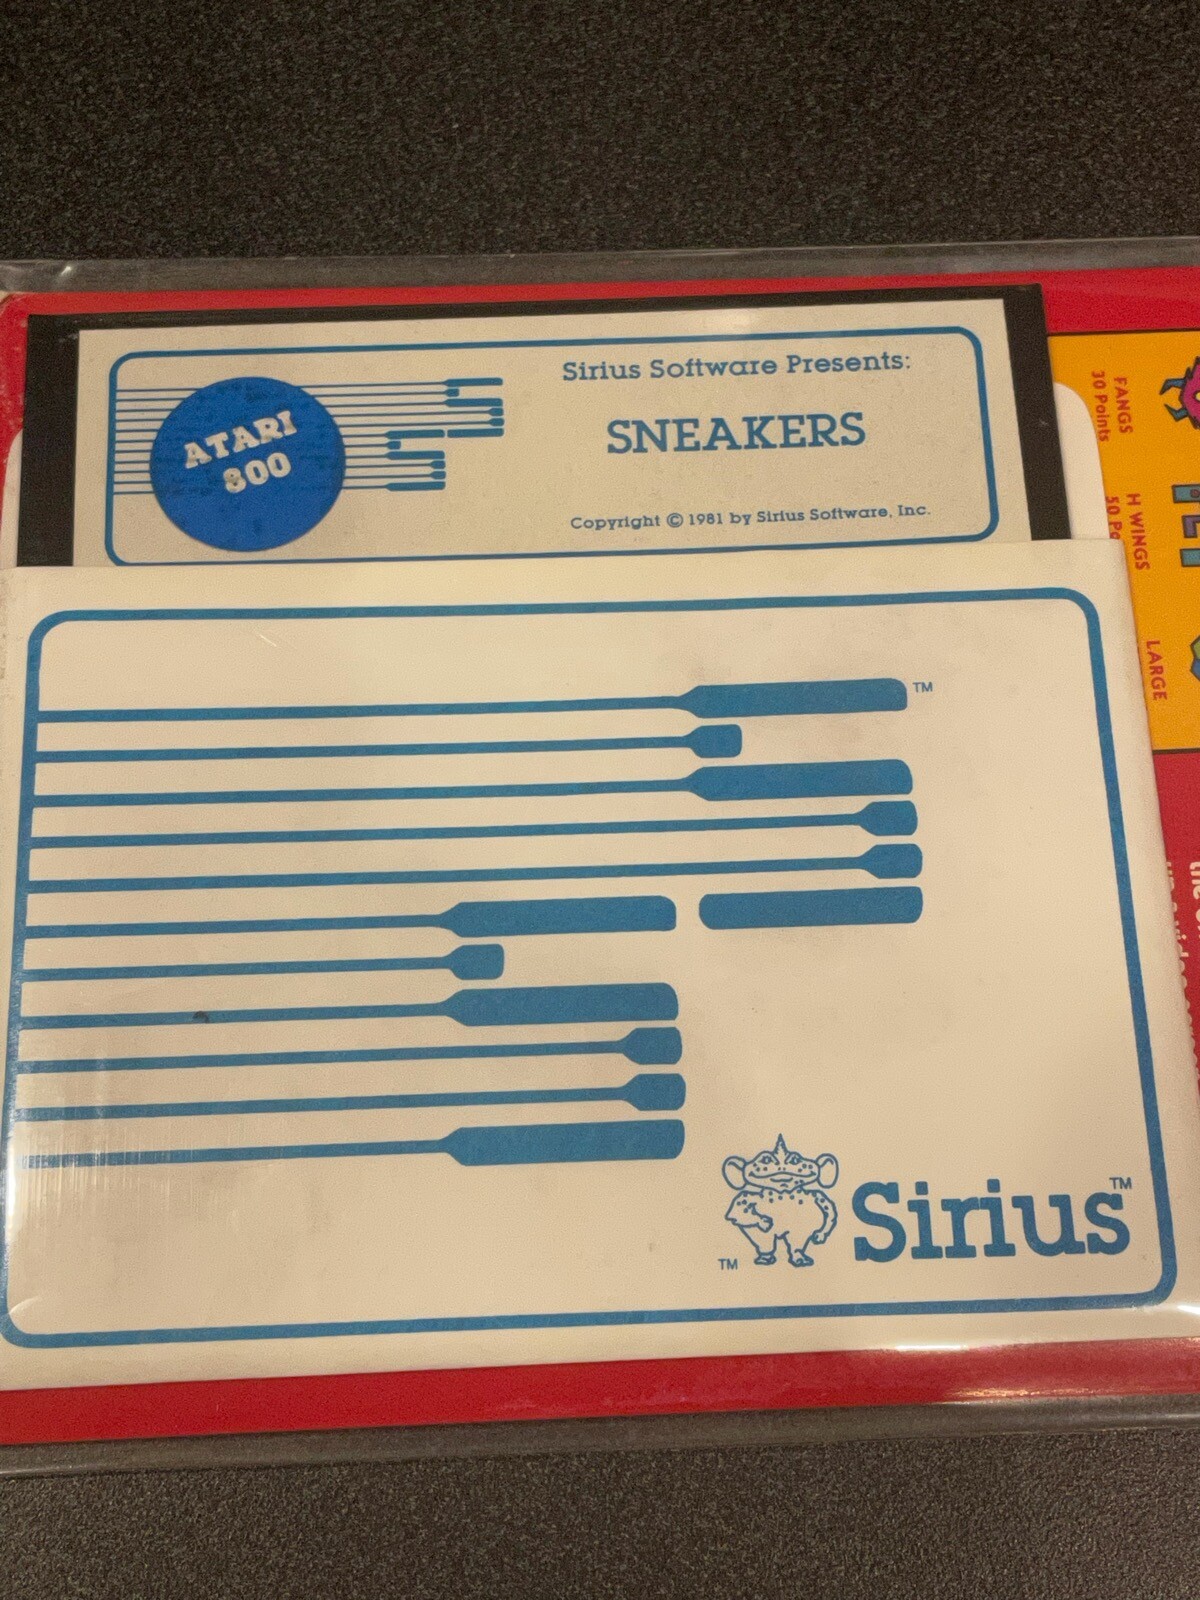 Sirius Software Presents:
SNEAKERS
Copyright © 1981 by Sirius Software, Inc.
ATARI
800
FANGS
30 Points
H WINGS
LARGE
TM
Sirius™
TM